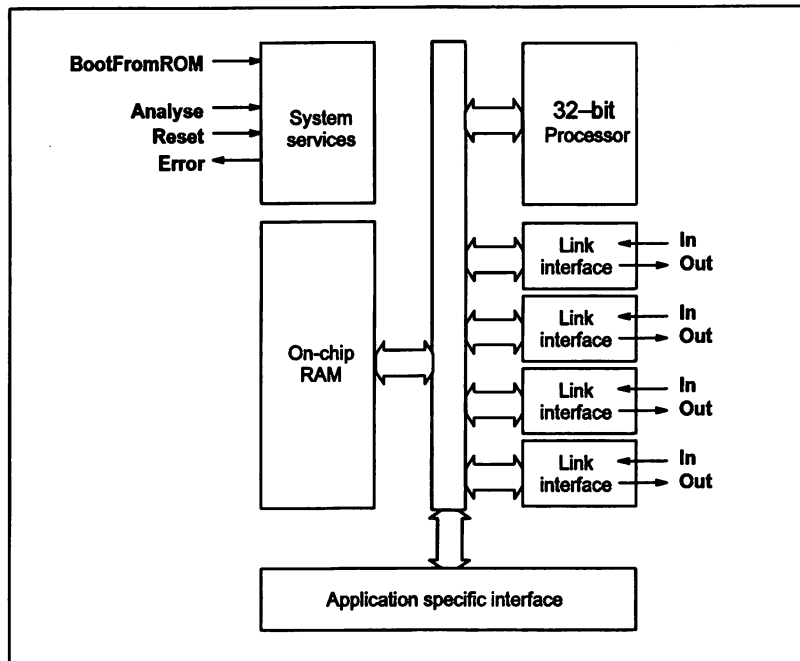 BootFromROM
Analyse
Reset
Error
System
services
32–bit
Processor
On-chip
RAM
Link
interface
In
Out
Link
interface
In
Out
Link
interface
In
Out
Link
interface
In
Out
Application specific interface